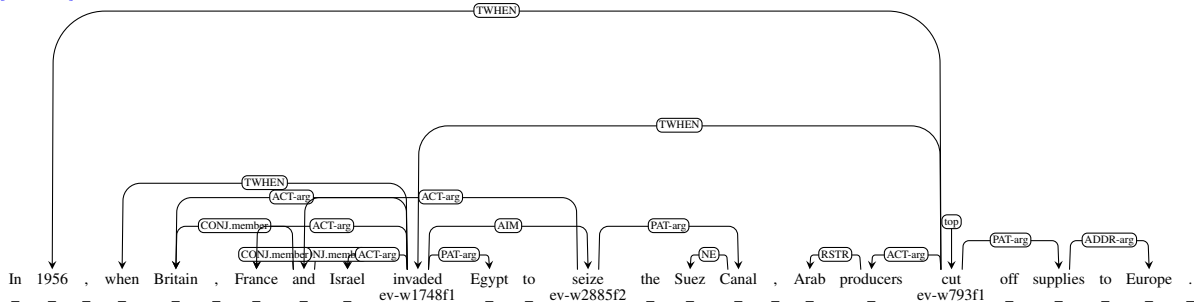 TWHEN
TWHEN
TWHEN
ACT-arg ACT-arg
CONJ.member ACT-arg AIM PAT-arg top PAT-arg ADDR-arg
CONJ.member NJ.memb ACT-arg PAT-arg NE RSTR ACT-arg
In 1956 , when Britain , France and Israel invaded Egypt to seize the Suez Canal , Arab producers cut off supplies to Europe .
_ _ _ _ _ _ _ _ _ ev-w1748f1 _ _ ev-w2885f2 _ _ _ _ _ _ ev-w793f1 _ _ _ _ _